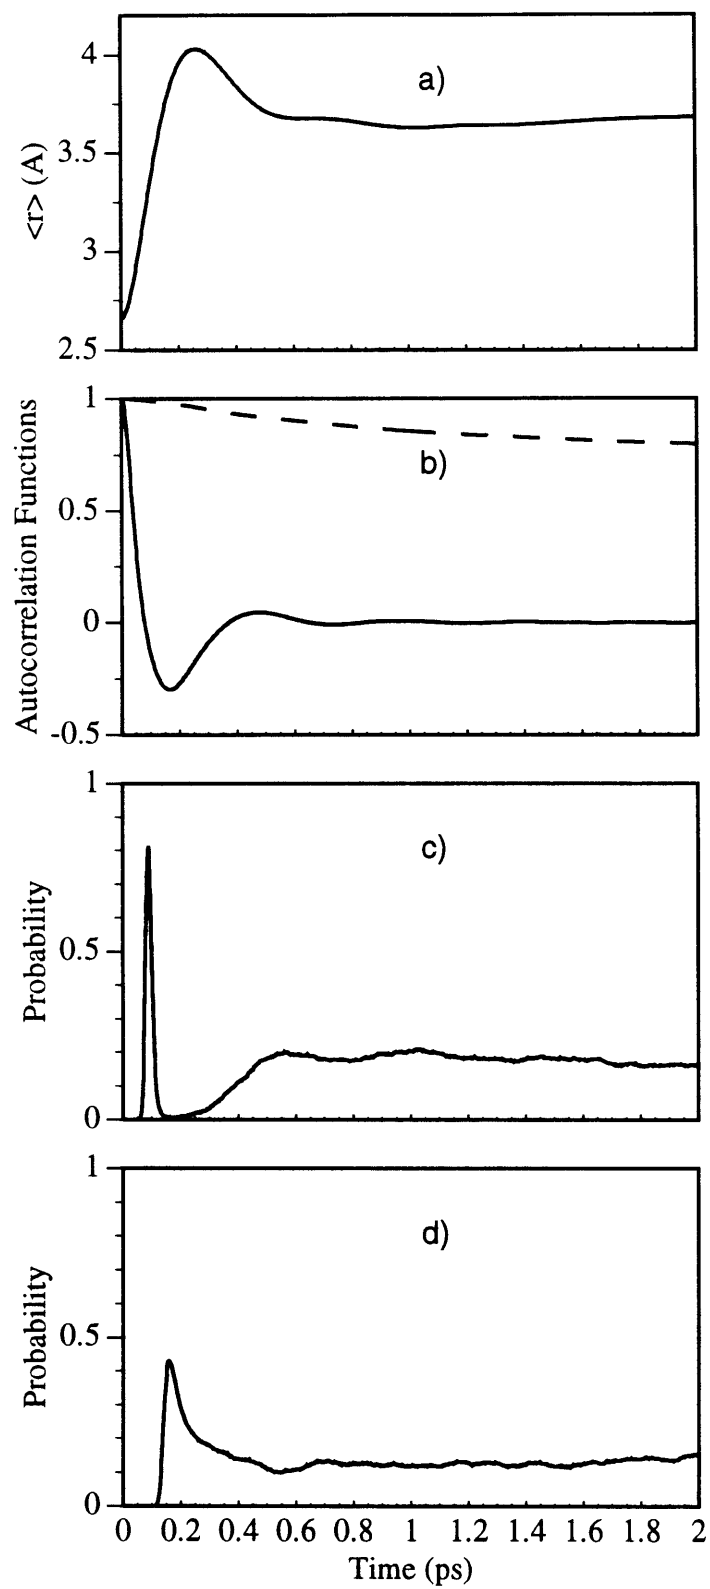 4
3.5
3
2.5
<r> (A)
a)
1
0.5
0
-0.5
Autocorrelation Functions
b)
1
0.5
0
Probability
c)
1
0.5
0
Probability
d)
0 0.2 0.4 0.6 0.8 1 1.2 1.4 1.6 1.8 2
Time (ps)